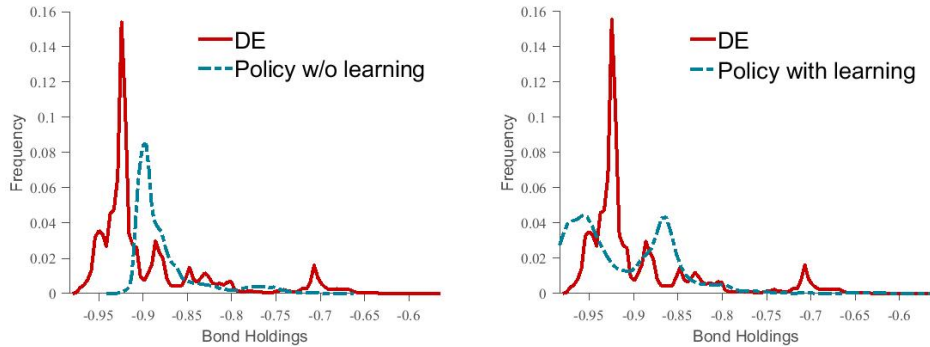 0.16
0.14
0.12
0.1
0.08
0.06
0.04
0.02
0
Frequency
DE
Policy w/o learning
-0.95 -0.9 -0.85 -0.8 -0.75 -0.7 -0.65 -0.6
Bond Holdings
0.16
0.14
0.12
0.1
0.08
0.06
0.04
0.02
0
Frequency
DE
Policy with learning
-0.95 -0.9 -0.85 -0.8 -0.75 -0.7 -0.65 -0.6
Bond Holdings